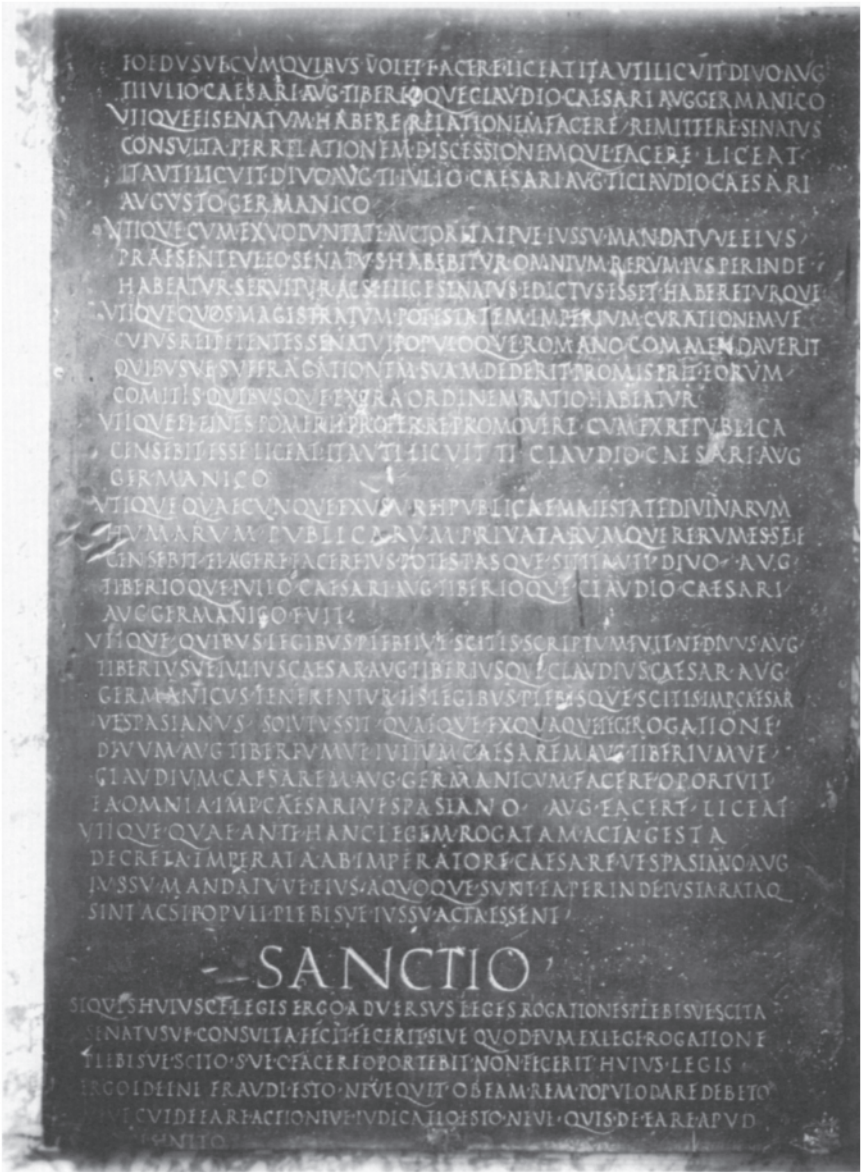 FOEDVSVE CVM QVIBVS VOLET FACERE LICEAT ITA VTI LICVIT DIVO AVG
TI IVLIO CAESARI AVG TIBERIOQVE CLAVDIO CAESARI AVG GERMANICO
VTIQVE EI SENATVM HABERE RELATIONEM FACERE REMITTERE SENATVS
CONSVLTA PER RELATIONEM DISCESSIONEMQVE FACERE LICEAT
ITA VTI LICVIT DIVO AVG TI IVLIO CAESARI AVG TI CLAVDIO CAESARI
AVGVSTO GERMANICO
VTIQVE CVM EX VOLVNTATE AVCTORITATEVE IVSSV MANDATVVE EIVS
PRAESENTEVE EO SENATVS HABEBITVR OMNIVM RERVM IVS PERINDE
HABEATVR SERVETVR AC SI E LEGE SENATVS EDICTVS ESSET HABERETVRQVE
VTIQVE QVOS MAGISTRATVM POTESTATEM IMPERIVM CVRATIONEMVE
CVIVS REI PETENTES SENATVI POPVLOQVE ROMANO COMMENDAVERIT
QVIBVSVE SVFFRAGATIONEM SVAM DEDERIT PROMISERIT EORVM
COMITIS QVIBVSQVE EXTRA ORDINEM RATIO HABEATVR
VTIQVE EI FINES POMERII PROFERRE PROMOVERE CVM EX RE PVBLICA
CENSEBIT ESSE LICEAT ITA VTI LICVIT TI CLAVDIO CAESARI AVG
GERMANICO
VTIQVE QVAECVNQVE EX VSV REI PVBLICAE MAIESTATE DIVINARVM
HVMARVM PVBLICARVM PRIVATARVMQVE RERVM ESSE E
CENSEBIT EI AGERE FACERE IVS POTESTASQVE SIT ITA VTI DIVO AVG
TIBERIOQVE IVLIO CAESARI AVG TIBERIOQVE CLAVDIO CAESARI
AVG GERMANICO FVIT
VTIQVE QVIBVS LEGIBVS PLEBEIVE SCITIS SCRIPTVM FVIT NE DIVVS AVG
TIBERIVSVE IVLIVS CAESAR AVG TIBERIVSQVE CLAVDIVS CAESAR AVG
GERMANICVS TENERENTVR IIS LEGIBVS PLEBISQVE SCITIS IMP CAESAR
VESPASIANVS SOLVTVS SIT QVAEQVE EX QVAQVE LEGE ROGATIONE
DIVVM AVG TIBERIVMVE IVLIVM CAESAREM AVG TIBERIVMVE
CLAVDIVM CAESAREM AVG GERMANICVM FACERE OPORTVIT
EA OMNIA IMP CAESARI VESPASIANO AVG FACERE LICEAT
VTIQVE QVAE ANTE HANC LEGEM ROGATAM ACTA GESTA
DECRETA IMPERATA AB IMPERATORE CAESARE VESPASIANO AVG
IVSSV MANDATVVE EIVS A QVOQVE SVNT EA PERINDE IVSTA RATAQ
SINT AC SI POPVLI PLEBISVE IVSSV ACTA ESSENT
SANCTIO
SI QVIS HVIVSCE LEGIS ERGO ADVERSVS LEGES ROGATIONES PLEBISVE SCITA
SENATVSVE CONSVLTA FECIT FECERIT SIVE QVOD EVM EX LEGE ROGATIONE
PLEBISVE SCITO S VE C FACERE OPORTEBIT NON FECERIT HVIVS LEGIS
ERGO ID EI NE FRAVDI ESTO NEVE QVIT OB EAM REM POPVLO DARE DEBETO
NEVE CVI DE EA RE ACTIO NEVE IVDICATIO ESTO NEVE QVIS DE EA RE APVD